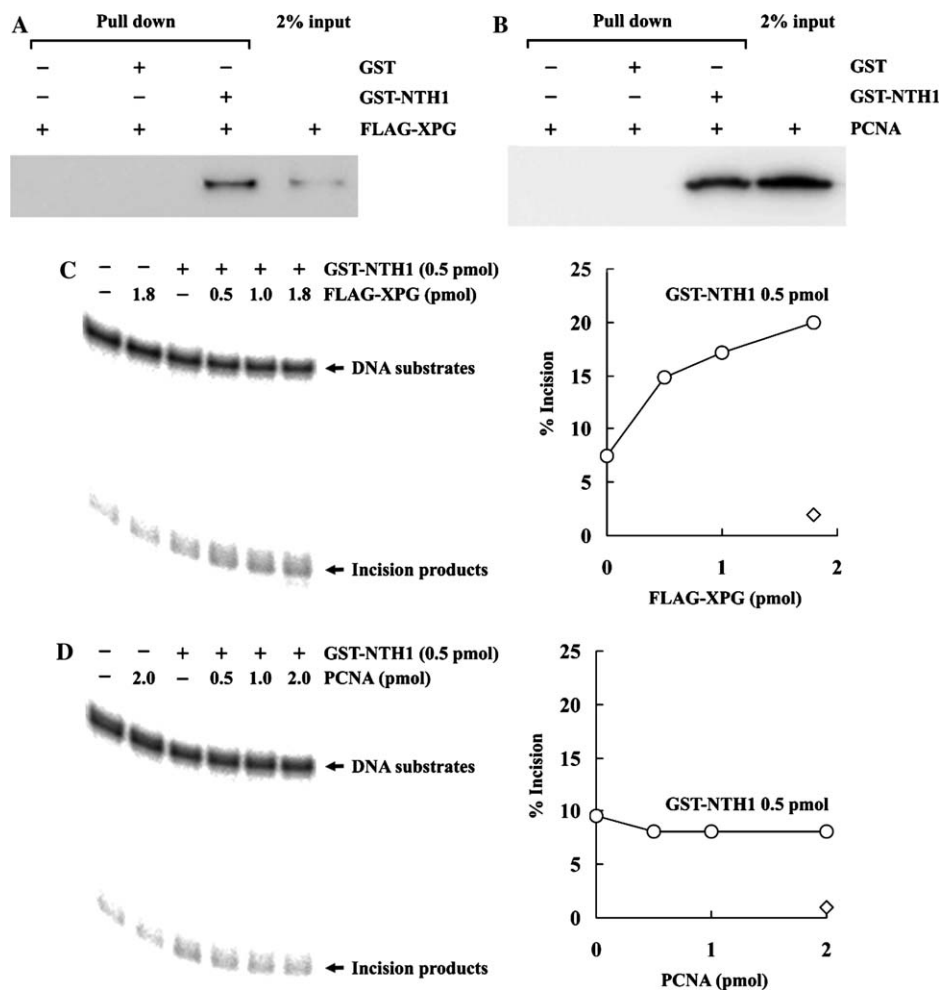 A
Pull down 2% input
– + – GST
– – + GST-NTH1
+ + + + FLAG-XPG
B
Pull down 2% input
– + – GST
– – + GST-NTH1
+ + + + PCNA
C
– – + + + + GST-NTH1 (0.5 pmol)
– 1.8 – 0.5 1.0 1.8 FLAG-XPG (pmol)
DNA substrates
Incision products
25
20
15
10
5
0
% Incision
GST-NTH1 0.5 pmol
0 1 2
FLAG-XPG (pmol)
D
– – + + + + GST-NTH1 (0.5 pmol)
– 2.0 – 0.5 1.0 2.0 PCNA (pmol)
DNA substrates
Incision products
25
20
15
10
5
0
% Incision
GST-NTH1 0.5 pmol
0 1 2
PCNA (pmol)